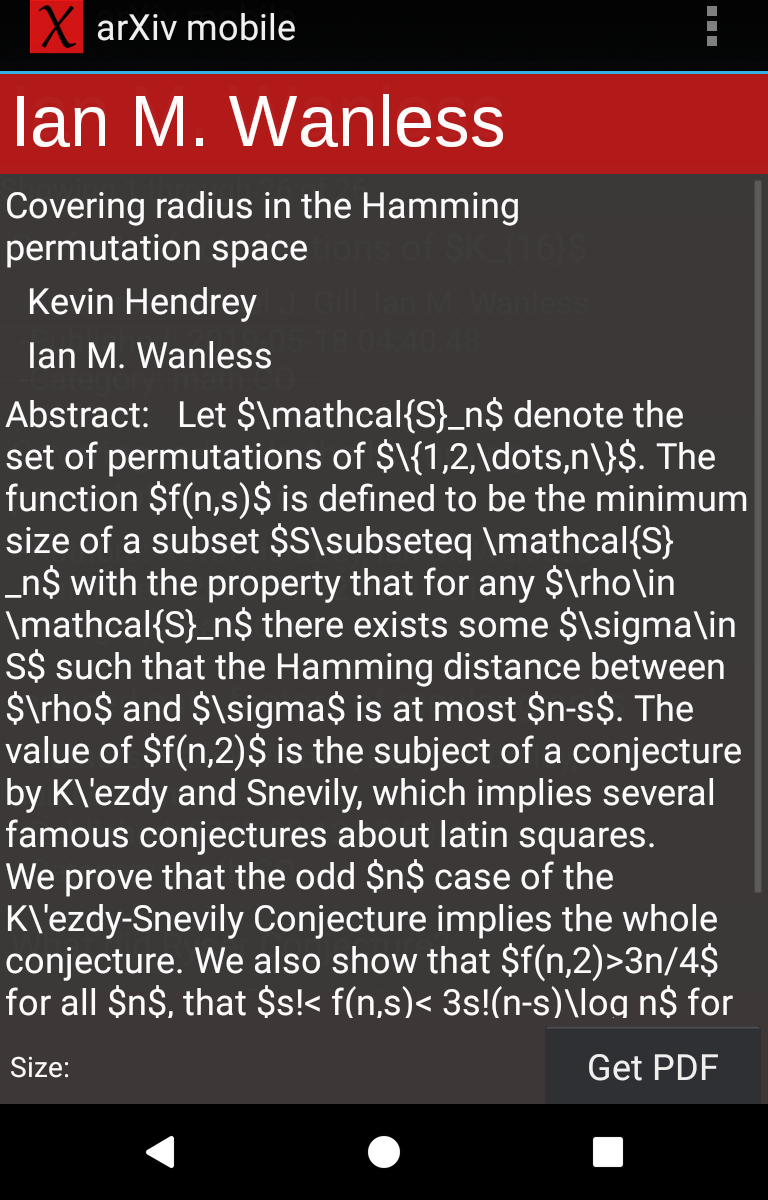 arXiv mobile
Ian M. Wanless
Covering radius in the Hamming
permutation space
Kevin Hendrey
Ian M. Wanless
Abstract:   Let $\mathcal{S}_n$ denote the
set of permutations of $\{1,2,\dots,n\}$. The
function $f(n,s)$ is defined to be the minimum
size of a subset $S\subseteq \mathcal{S}
_n$ with the property that for any $\rho\in
\mathcal{S}_n$ there exists some $\sigma\in
S$ such that the Hamming distance between
$\rho$ and $\sigma$ is at most $n-s$. The
value of $f(n,2)$ is the subject of a conjecture
by K\'ezdy and Snevily, which implies several
famous conjectures about latin squares.
We prove that the odd $n$ case of the
K\'ezdy-Snevily Conjecture implies the whole
conjecture. We also show that $f(n,2)>3n/4$
for all $n$, that $s!< f(n,s)< 3s!(n-s)\log n$ for
Size:
Get PDF